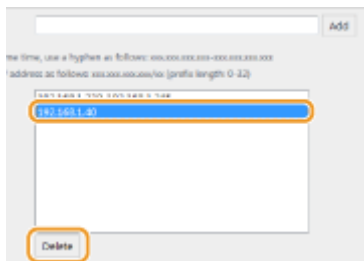 Add
me time, use a hyphen as follows: xxx.xxx.xxx.xxx-xxx.xxx.xxx.xxx
address as follows: xxx.xxx.xxx.xxx/xx (prefix length: 0-32)
192.168.1.40
Delete